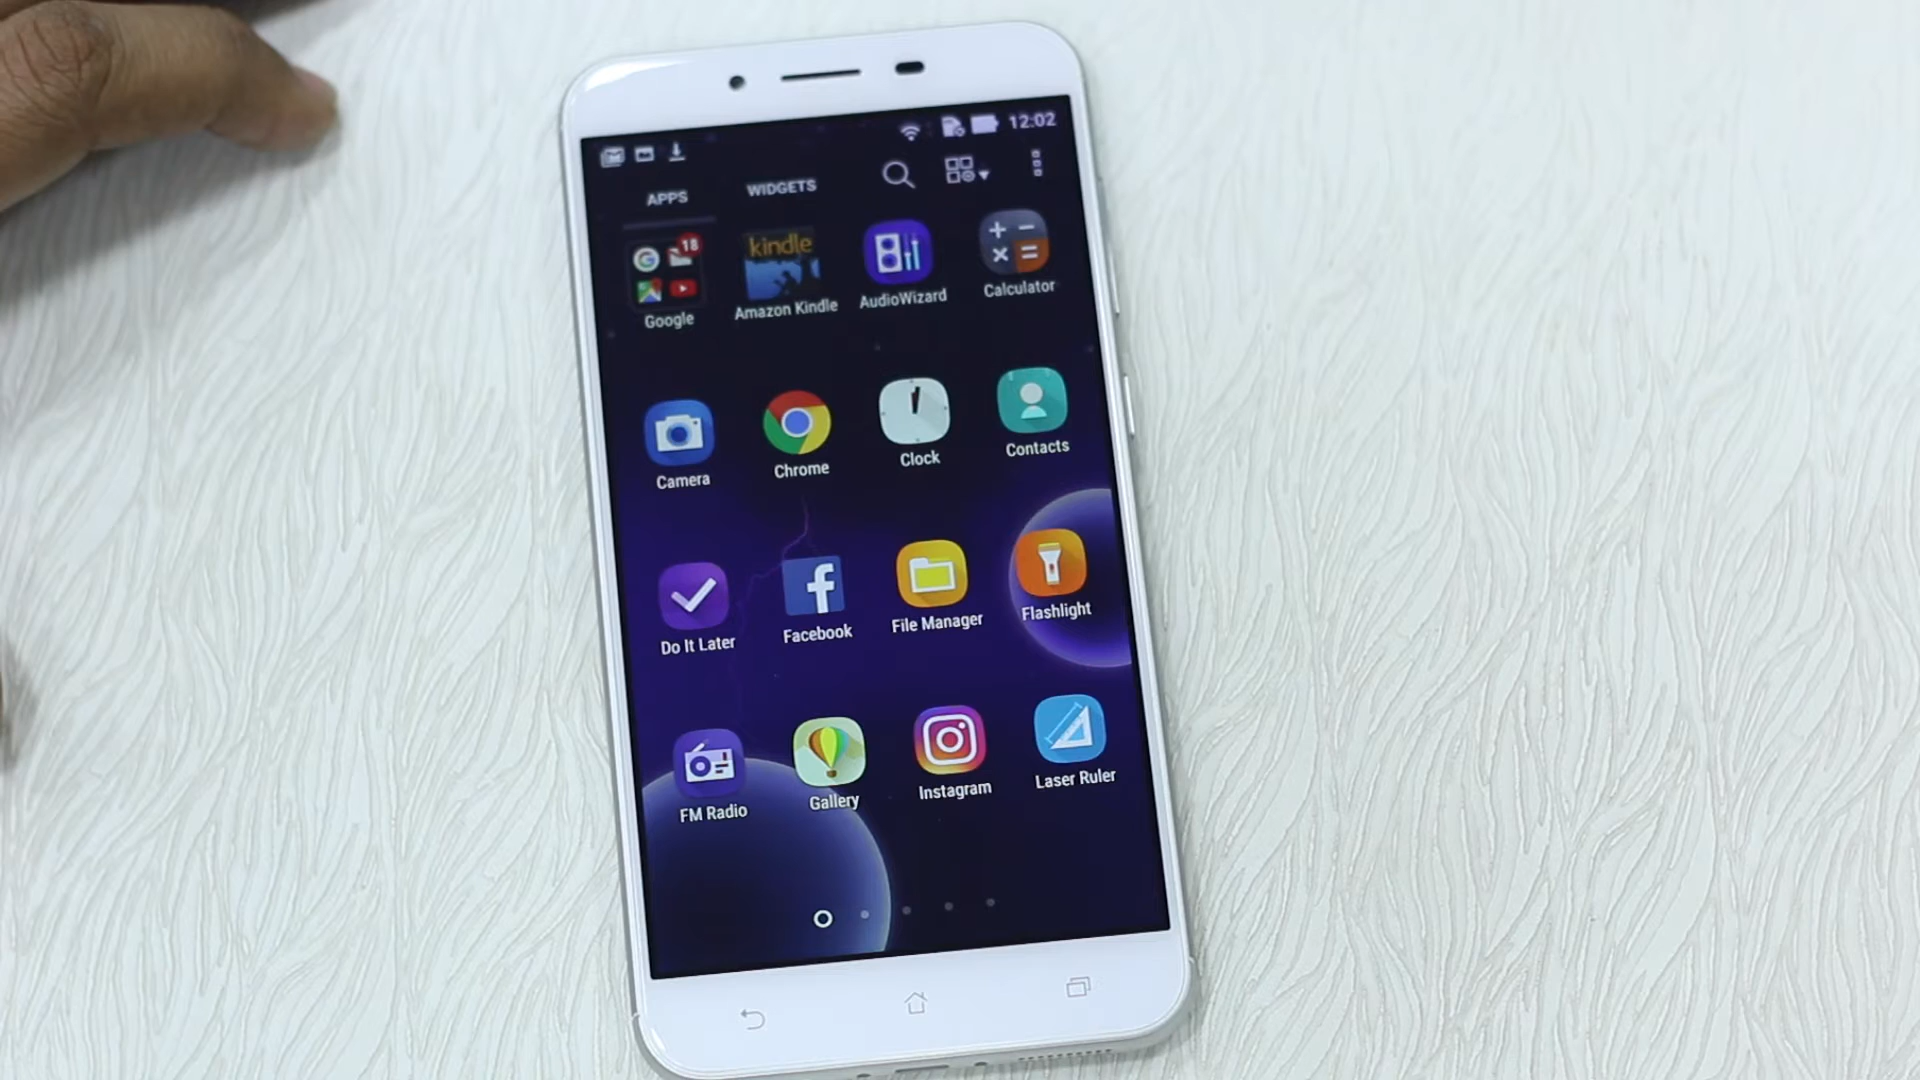 12:02
APPS WIDGETS
18
kindle
Google Amazon Kindle AudioWizard Calculator
Camera Chrome Clock Contacts
Do It Later Facebook File Manager Flashlight
FM Radio Gallery Instagram Laser Ruler